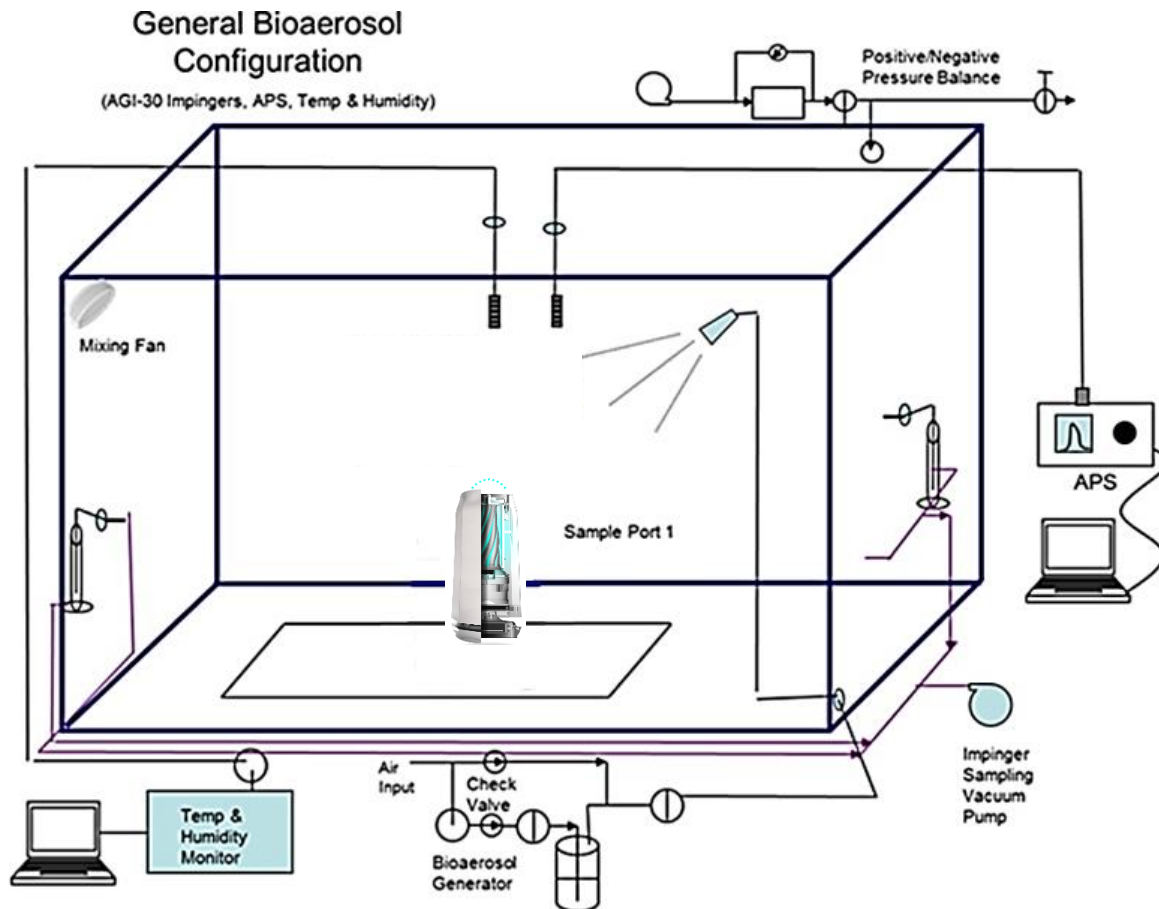 General Bioaerosol
Configuration
(AGI-30 Impingers, APS, Temp & Humidity)
Positive/Negative
Pressure Balance
Mixing Fan
APS
Sample Port 1
Air
Input
Check
Valve
Impinger
Sampling
Vacuum
Pump
Temp &
Humidity
Monitor
Bioaerosol
Generator